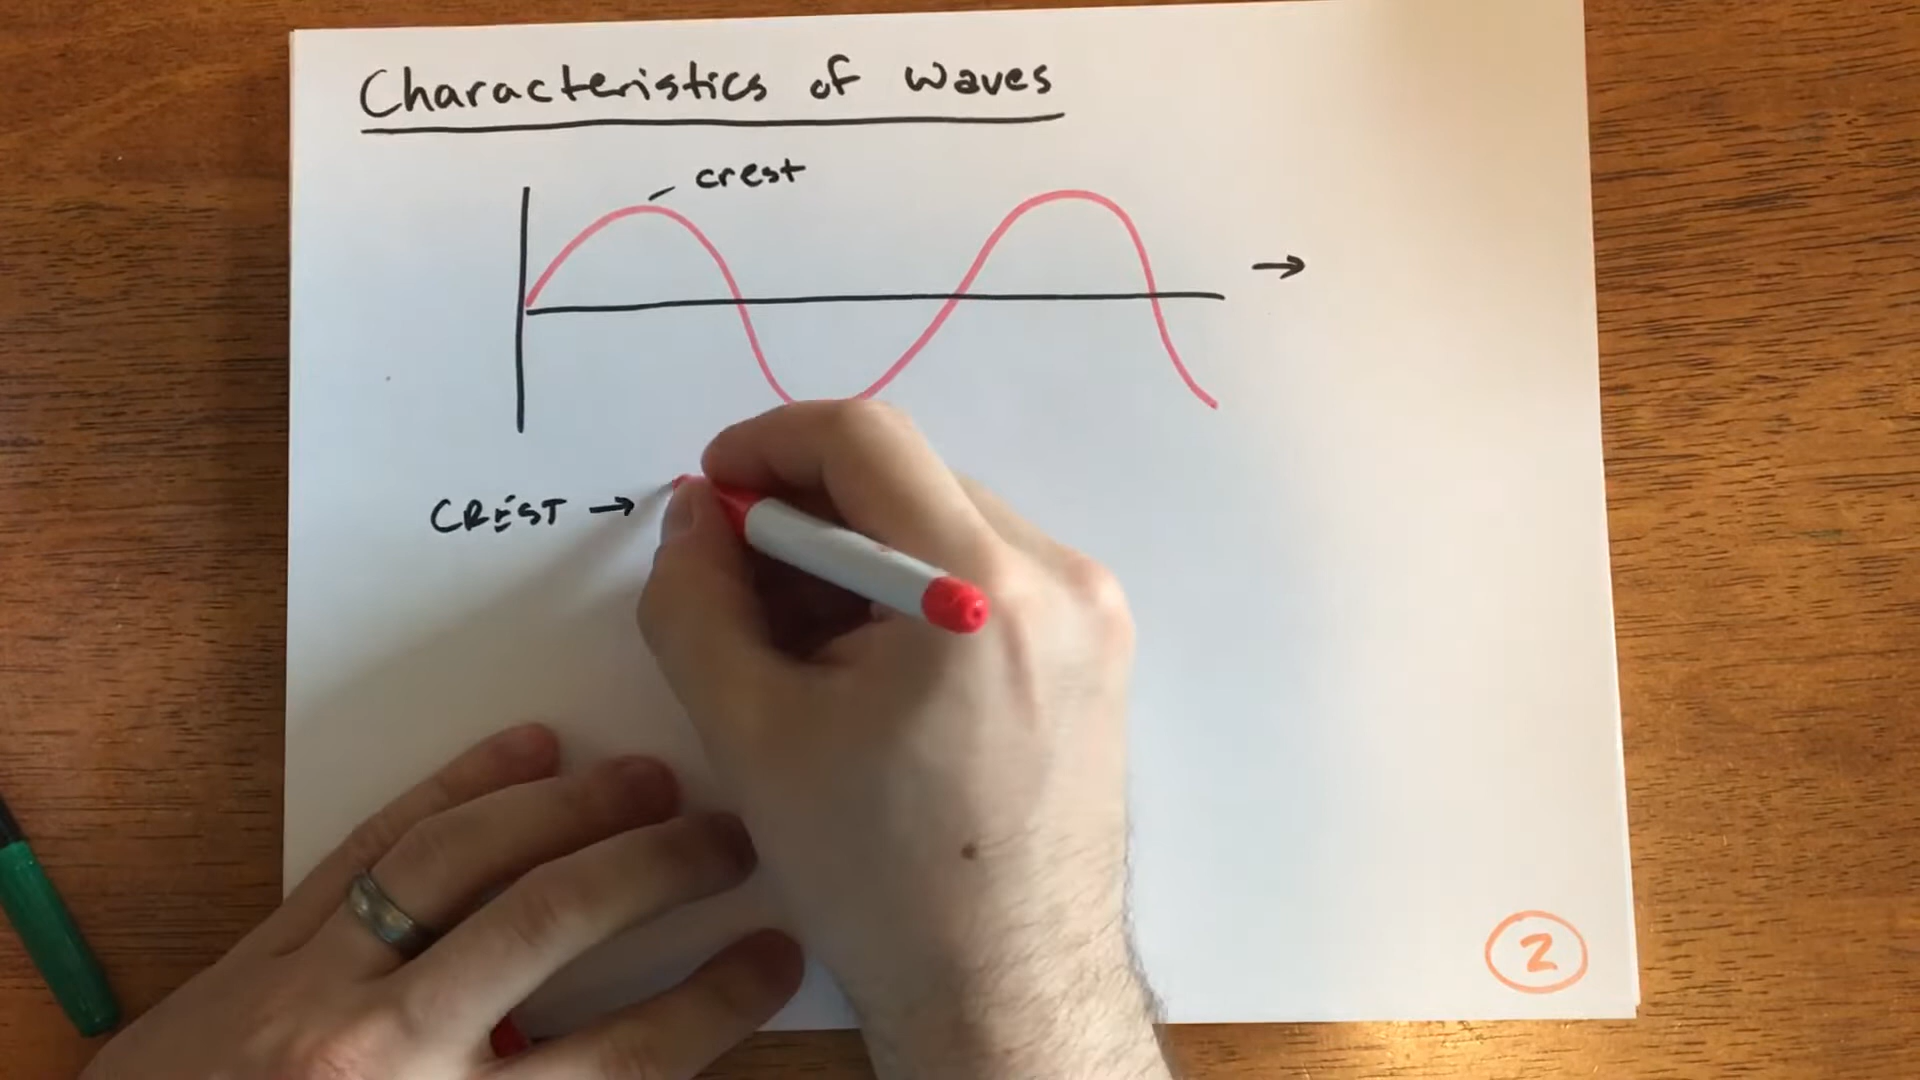 Characteristics of waves
crest
→
CREST →
2